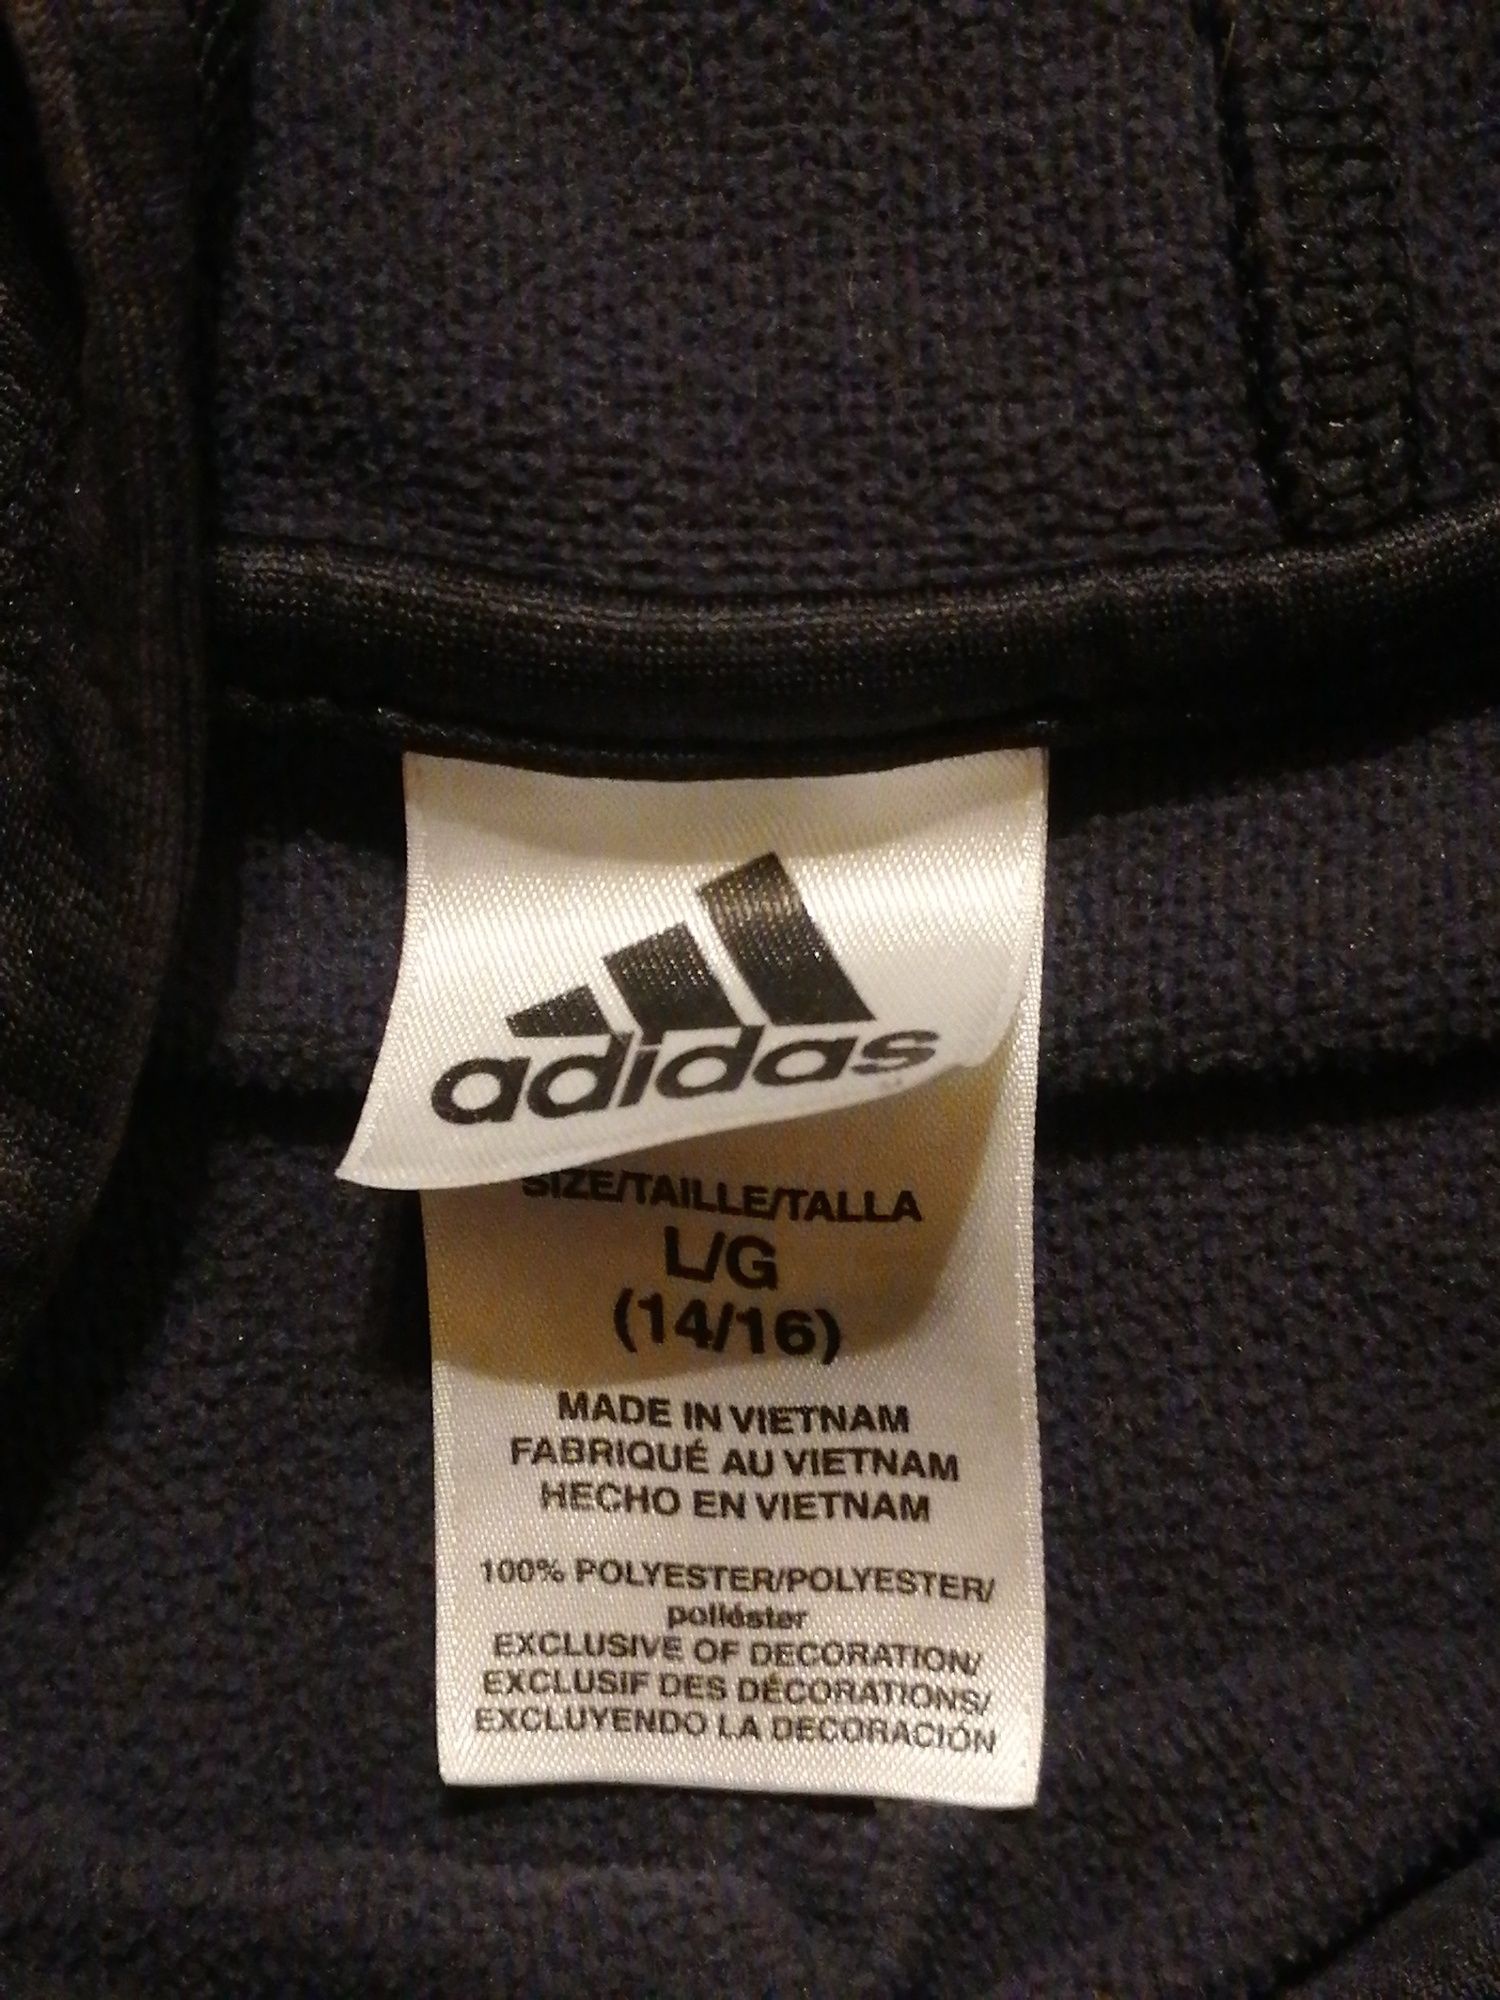 adidas
SIZE/TAILLE/TALLA
L/G
(14/16)
MADE IN VIETNAM
FABRIQUÉ AU VIETNAM
HECHO EN VIETNAM
100% POLYESTER/POLYESTER/
poliéster
EXCLUSIVE OF DECORATION/
EXCLUSIF DES DÉCORATIONS/
EXCLUYENDO LA DECORACIÓN